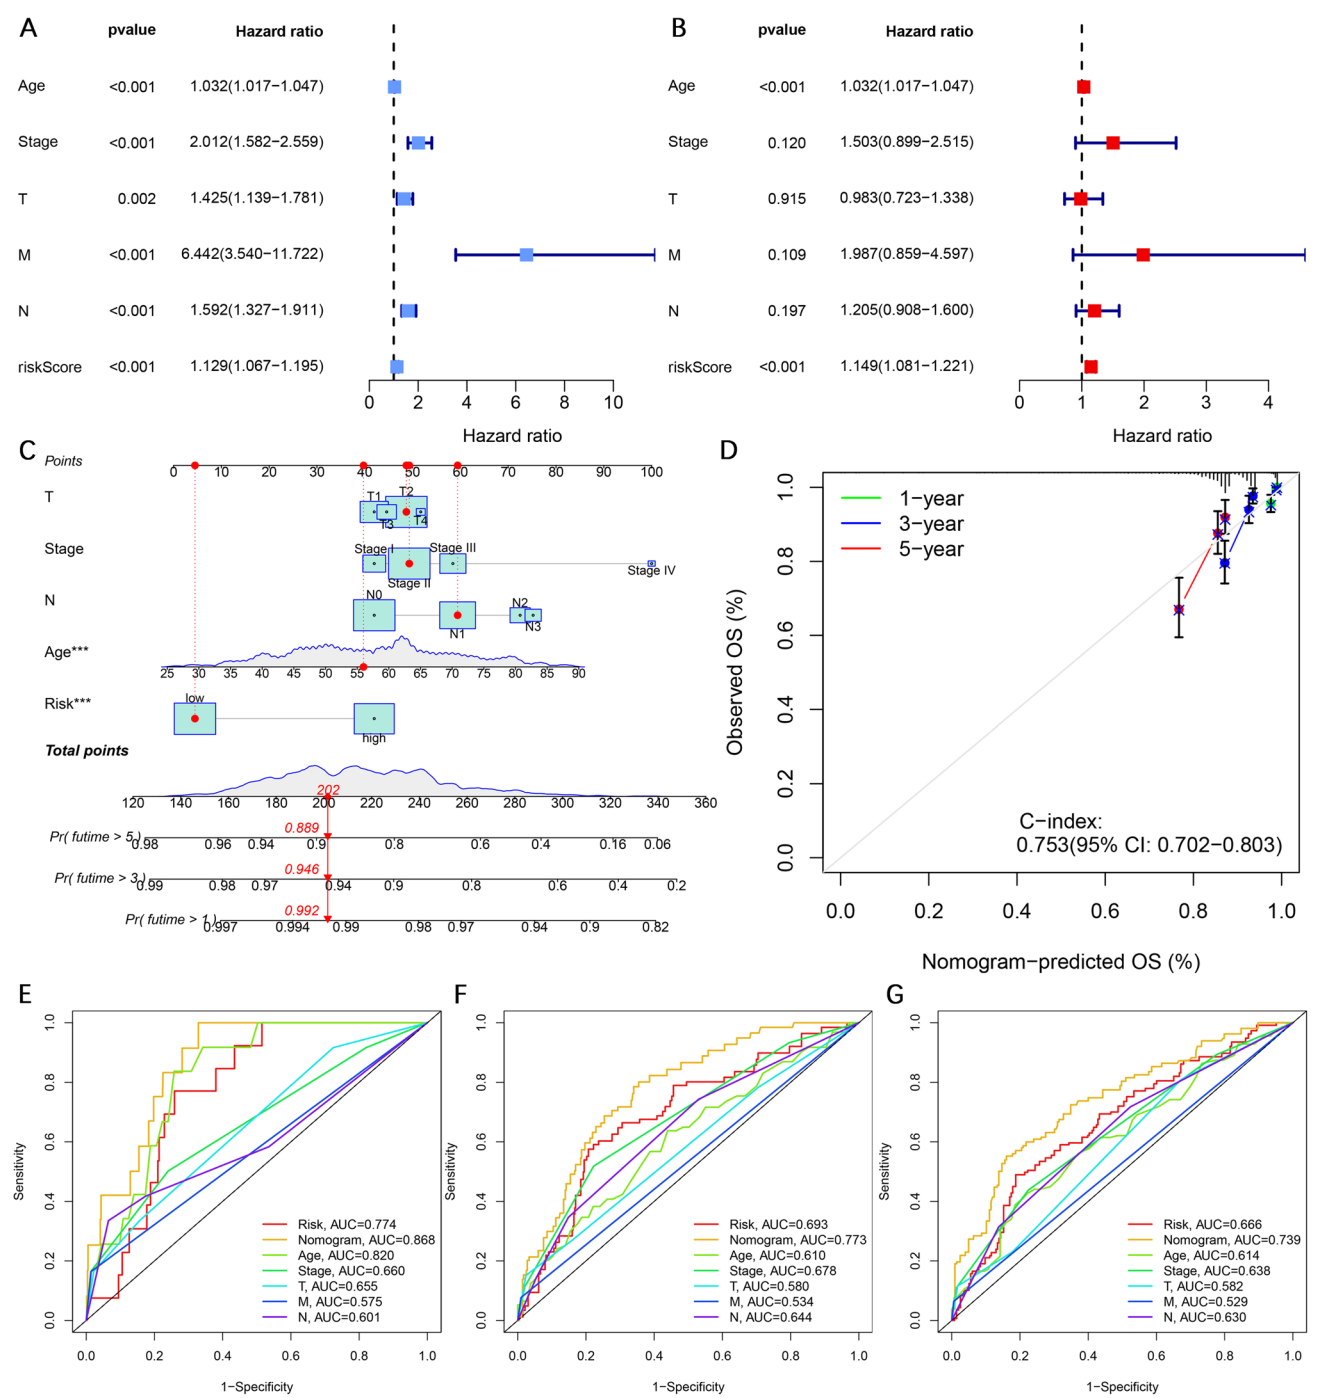 A
pvalue Hazard ratio
Age <0.001 1.032(1.017−1.047)
Stage <0.001 2.012(1.582−2.559)
T 0.002 1.425(1.139−1.781)
M <0.001 6.442(3.540−11.722)
N <0.001 1.592(1.327−1.911)
riskScore <0.001 1.129(1.067−1.195)
0 2 4 6 8 10
Hazard ratio
B
pvalue Hazard ratio
Age <0.001 1.032(1.017−1.047)
Stage 0.120 1.503(0.899−2.515)
T 0.915 0.983(0.723−1.338)
M 0.109 1.987(0.859−4.597)
N 0.197 1.205(0.908−1.600)
riskScore <0.001 1.149(1.081−1.221)
0 1 2 3 4
Hazard ratio
C
Points
0 10 20 30 40 50 60 70 80 90 100
T
T1 T2
T3 T4
Stage
Stage I Stage III
Stage II Stage IV
N
N0 N2
N1 N3
Age***
25 30 35 40 45 50 55 60 65 70 75 80 85 90
Risk***
low
high
Total points
202
120 140 160 180 200 220 240 260 280 300 320 340 360
0.889
Pr( futime > 5 )
0.98 0.96 0.94 0.9 0.8 0.6 0.4 0.16 0.06
0.946
Pr( futime > 3 )
0.99 0.98 0.97 0.94 0.9 0.8 0.6 0.4 0.2
0.992
Pr( futime > 1 )
0.997 0.994 0.99 0.98 0.97 0.94 0.9 0.82
D
1-year
3-year
5-year
Observed OS (%)
0.0 0.2 0.4 0.6 0.8 1.0
C-index:
0.753(95% CI: 0.702−0.803)
0.0 0.2 0.4 0.6 0.8 1.0
Nomogram−predicted OS (%)
E
Sensitivity
0.0 0.2 0.4 0.6 0.8 1.0
Risk, AUC=0.774
Nomogram, AUC=0.868
Age, AUC=0.820
Stage, AUC=0.660
T, AUC=0.655
M, AUC=0.575
N, AUC=0.601
0.0 0.2 0.4 0.6 0.8 1.0
1−Specificity
F
Sensitivity
0.0 0.2 0.4 0.6 0.8 1.0
Risk, AUC=0.693
Nomogram, AUC=0.773
Age, AUC=0.610
Stage, AUC=0.678
T, AUC=0.580
M, AUC=0.534
N, AUC=0.644
0.0 0.2 0.4 0.6 0.8 1.0
1−Specificity
G
Sensitivity
0.0 0.2 0.4 0.6 0.8 1.0
Risk, AUC=0.666
Nomogram, AUC=0.739
Age, AUC=0.614
Stage, AUC=0.638
T, AUC=0.582
M, AUC=0.529
N, AUC=0.630
0.0 0.2 0.4 0.6 0.8 1.0
1−Specificity